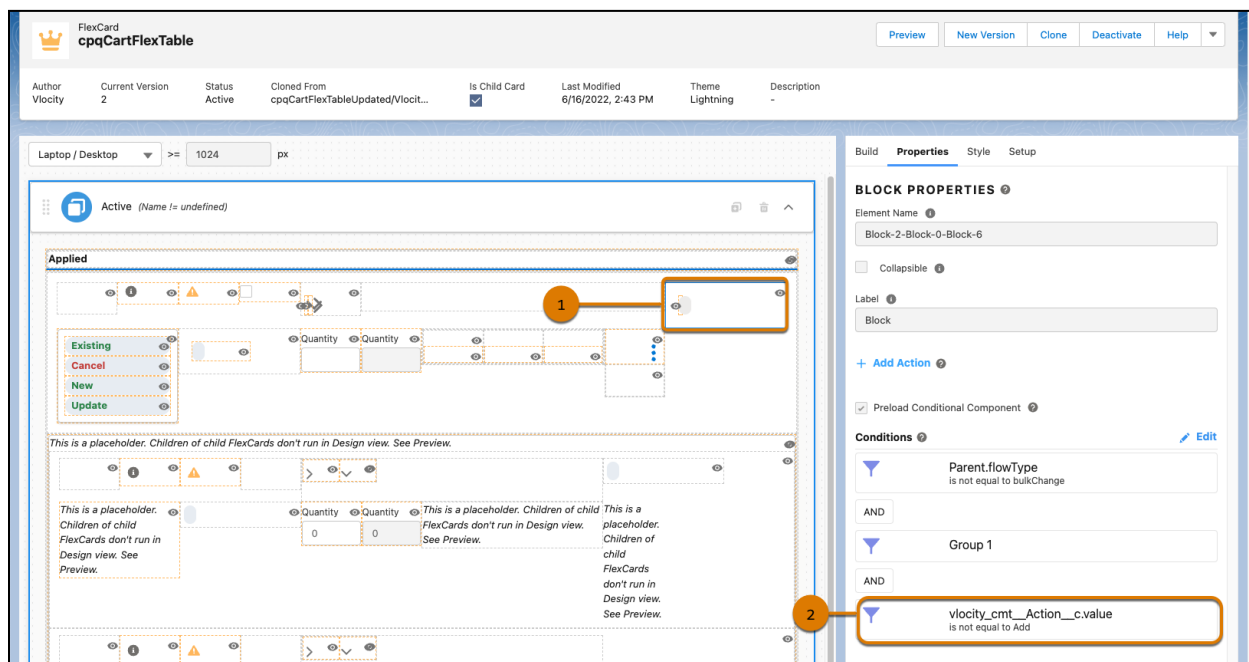 FlexCard
cpqCartFlexTable
Preview
New Version
Clone
Deactivate
Help
Author
Vlocity
Current Version
2
Status
Active
Cloned From
cpqCartFlexTableUpdated/Vlocit...
Is Child Card
Last Modified
6/16/2022, 2:43 PM
Theme
Lightning
Description
-
Laptop / Desktop >= 1024 px
Active (Name != undefined)
Applied
1
Existing
Cancel
New
Update
Quantity Quantity
This is a placeholder. Children of child FlexCards don't run in Design view. See Preview.
This is a placeholder.
Children of child
FlexCards don't run in
Design view. See
Preview.
Quantity Quantity
0 0
This is a placeholder. Children of child
FlexCards don't run in Design view.
See Preview.
This is a
placeholder.
Children of
child
FlexCards
don't run in
Design view.
See Preview.
Build Properties Style Setup
BLOCK PROPERTIES
Element Name
Block-2-Block-0-Block-6
Collapsible
Label
Block
+ Add Action
Preload Conditional Component
Conditions
Edit
Parent.flowType
is not equal to bulkChange
AND
Group 1
AND
2
vlocity_cmt__Action__c.value
is not equal to Add